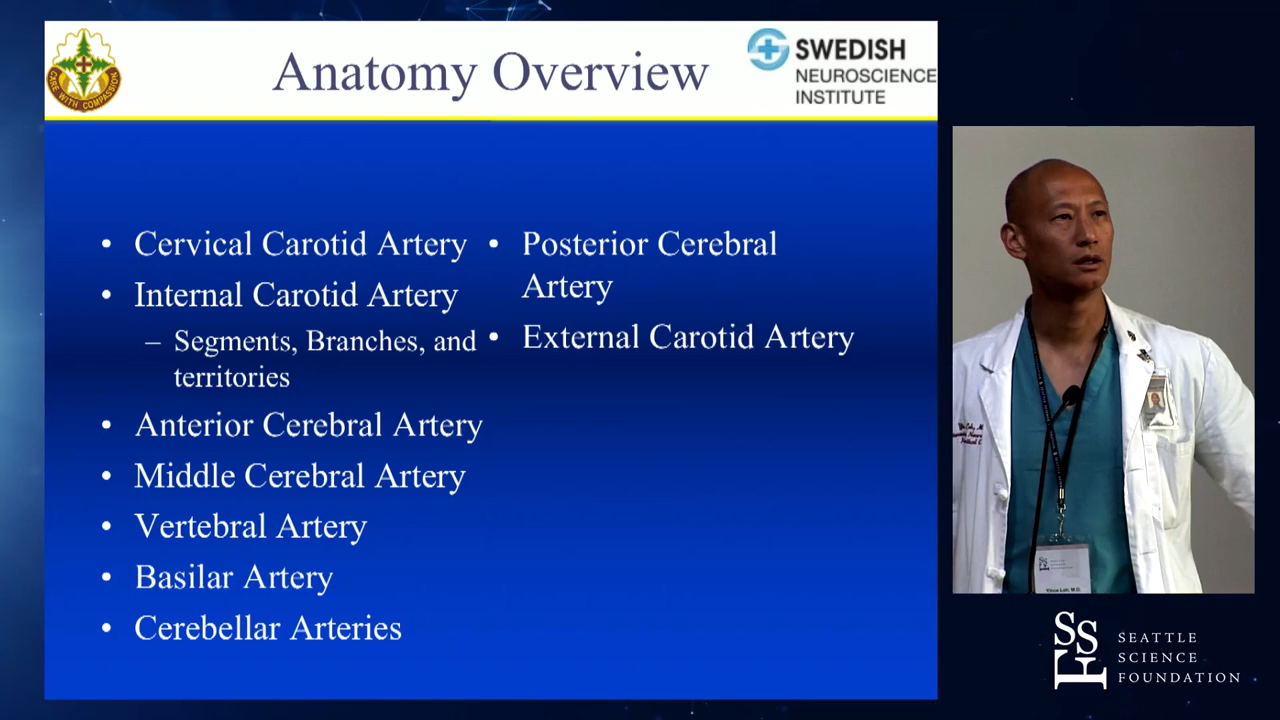 Anatomy Overview
CARE WITH COMPASSION
SWEDISH
NEUROSCIENCE
INSTITUTE
• Cervical Carotid Artery
• Internal Carotid Artery
– Segments, Branches, and
territories
• Anterior Cerebral Artery
• Middle Cerebral Artery
• Vertebral Artery
• Basilar Artery
• Cerebellar Arteries
• Posterior Cerebral
Artery
• External Carotid Artery
SSF
SEATTLE
SCIENCE
FOUNDATION